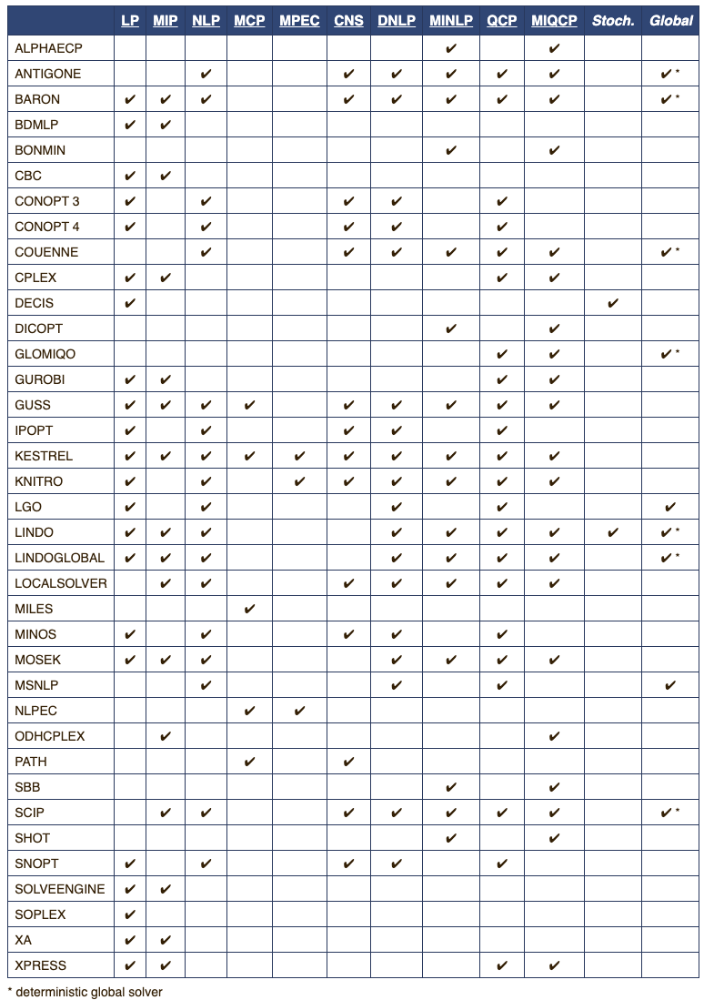 LP MIP NLP MCP MPEC CNS DNLP MINLP QCP MIQCP Stoch. Global
ALPHAECP ✔ ✔
ANTIGONE ✔ ✔ ✔ ✔ ✔ ✔ ✔ *
BARON ✔ ✔ ✔ ✔ ✔ ✔ ✔ ✔ ✔ *
BDMLP ✔ ✔
BONMIN ✔ ✔
CBC ✔ ✔
CONOPT 3 ✔ ✔ ✔ ✔ ✔
CONOPT 4 ✔ ✔ ✔ ✔ ✔
COUENNE ✔ ✔ ✔ ✔ ✔ ✔ ✔ *
CPLEX ✔ ✔ ✔ ✔
DECIS ✔ ✔
DICOPT ✔ ✔
GLOMIQO ✔ ✔ ✔ *
GUROBI ✔ ✔ ✔ ✔
GUSS ✔ ✔ ✔ ✔ ✔ ✔ ✔ ✔ ✔
IPOPT ✔ ✔ ✔ ✔ ✔
KESTREL ✔ ✔ ✔ ✔ ✔ ✔ ✔ ✔ ✔ ✔
KNITRO ✔ ✔ ✔ ✔ ✔ ✔ ✔ ✔
LGO ✔ ✔ ✔ ✔ ✔
LINDO ✔ ✔ ✔ ✔ ✔ ✔ ✔ ✔ ✔ *
LINDOGLOBAL ✔ ✔ ✔ ✔ ✔ ✔ ✔ ✔ *
LOCALSOLVER ✔ ✔ ✔ ✔ ✔ ✔ ✔
MILES ✔
MINOS ✔ ✔ ✔ ✔ ✔
MOSEK ✔ ✔ ✔ ✔ ✔ ✔ ✔
MSNLP ✔ ✔ ✔ ✔
NLPEC ✔ ✔
ODHCPLEX ✔ ✔
PATH ✔ ✔
SBB ✔ ✔
SCIP ✔ ✔ ✔ ✔ ✔ ✔ ✔ ✔ *
SHOT ✔ ✔
SNOPT ✔ ✔ ✔ ✔ ✔
SOLVEENGINE ✔ ✔
SOPLEX ✔
XA ✔ ✔
XPRESS ✔ ✔ ✔ ✔
* deterministic global solver